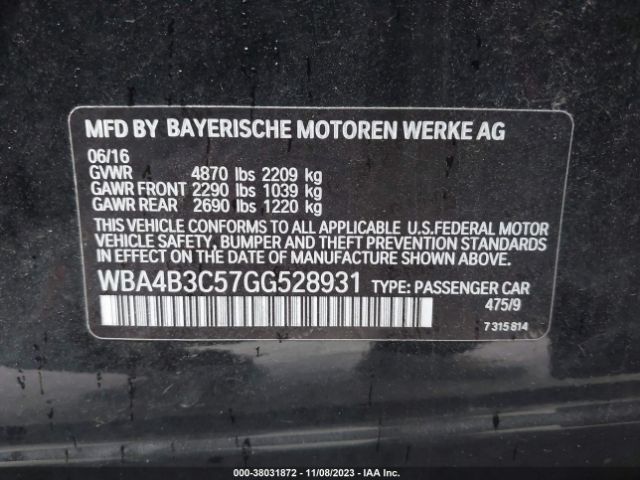 MFD BY BAYERISCHE MOTOREN WERKE AG
06/16
GVWR 4870 lbs 2209 kg
GAWR FRONT 2290 lbs 1039 kg
GAWR REAR 2690 lbs 1220 kg
THIS VEHICLE CONFORMS TO ALL APPLICABLE U.S.FEDERAL MOTOR
VEHICLE SAFETY, BUMPER AND THEFT PREVENTION STANDARDS
IN EFFECT ON THE DATE OF MANUFACTURE SHOWN ABOVE.
WBA4B3C57GG528931 TYPE: PASSENGER CAR
475/9
7 315 814
000-38031872 - 11/08/2023 - IAA Inc.